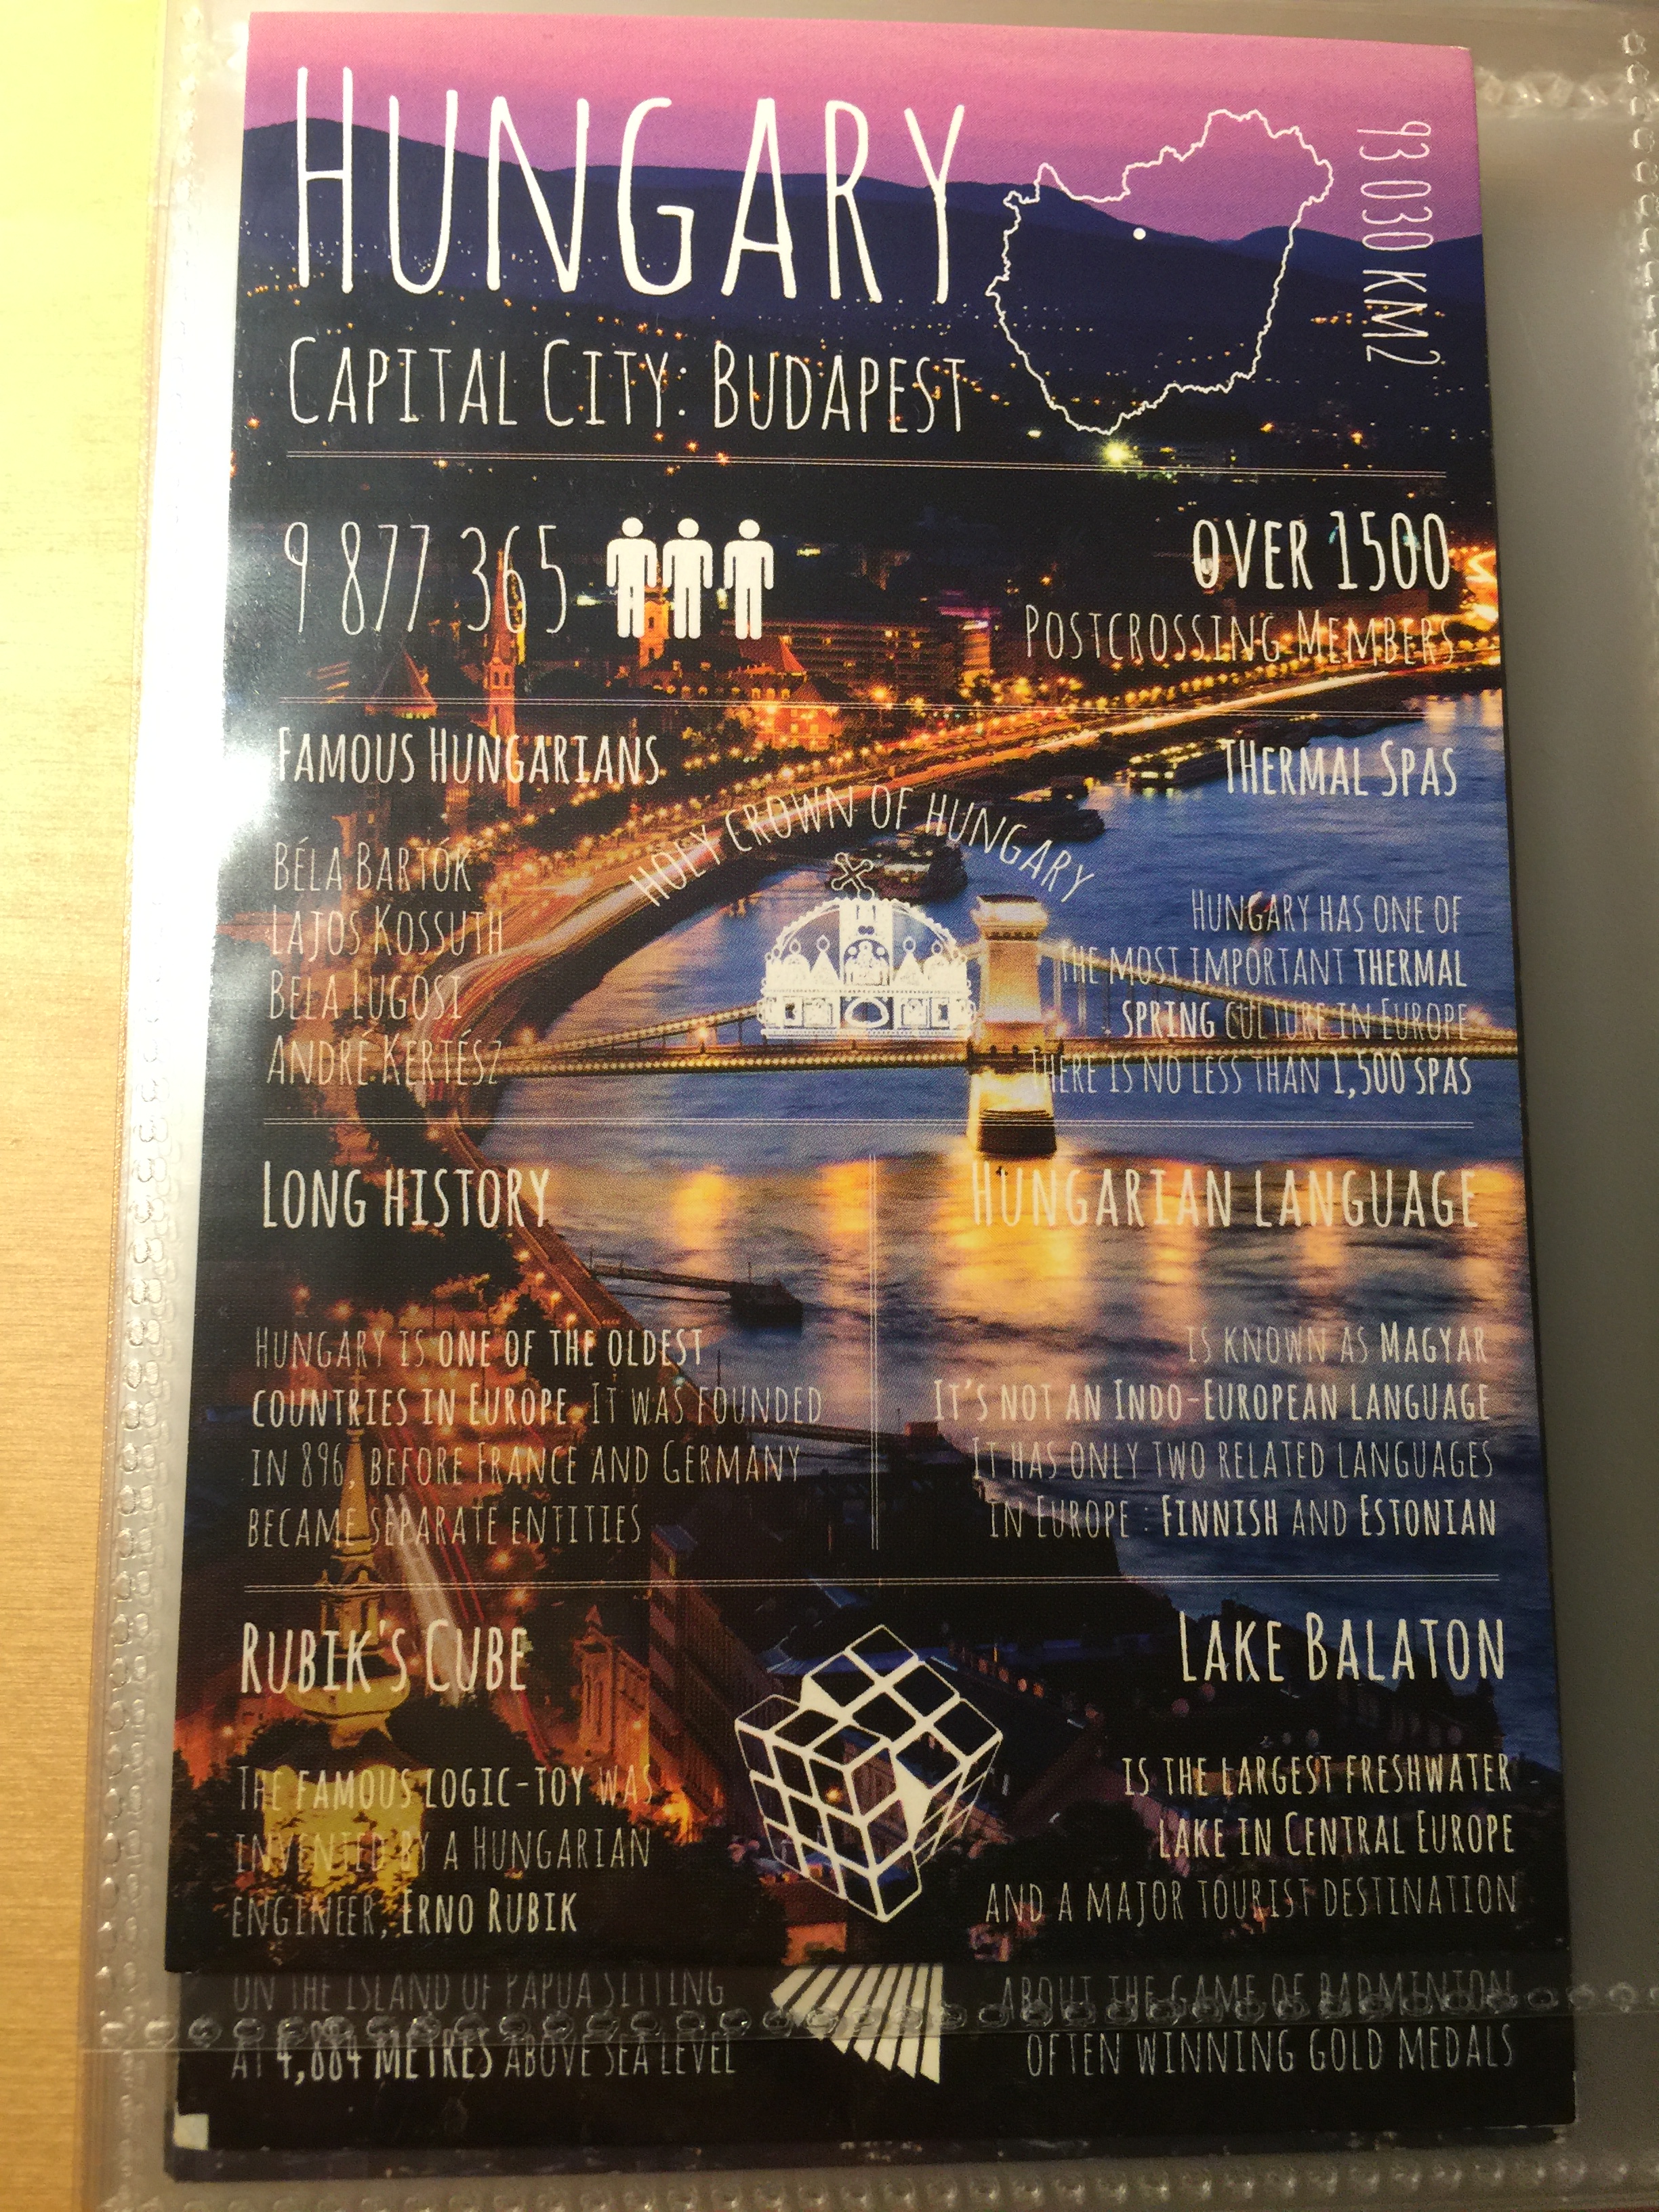 HUNGARY
93 030 KM2
CAPITAL CITY: BUDAPEST
9 877 365
OVER 1500
POSTCROSSING MEMBERS
FAMOUS HUNGARIANS
BÉLA BARTÓK
LAJOS KOSSUTH
BELA LUGOSI
ANDRÉ KERTÉSZ
HOLY CROWN OF HUNGARY
THERMAL SPAS
HUNGARY HAS ONE OF
THE MOST IMPORTANT THERMAL
SPRING CULTURE IN EUROPE
THERE IS NO LESS THAN 1,500 SPAS
LONG HISTORY
HUNGARY IS ONE OF THE OLDEST
COUNTRIES IN EUROPE. IT WAS FOUNDED
IN 896, BEFORE FRANCE AND GERMANY
BECAME SEPARATE ENTITIES
HUNGARIAN LANGUAGE
IS KNOWN AS MAGYAR
IT'S NOT AN INDO-EUROPEAN LANGUAGE
IT HAS ONLY TWO RELATED LANGUAGES
IN EUROPE : FINNISH AND ESTONIAN
RUBIK'S CUBE
THE FAMOUS LOGIC-TOY WAS
INVENTED BY A HUNGARIAN
ENGINEER, ERNO RUBIK
LAKE BALATON
IS THE LARGEST FRESHWATER
LAKE IN CENTRAL EUROPE
AND A MAJOR TOURIST DESTINATION
ON THE ISLAND OF PAPUA SITTING
AT 4,884 METRES ABOVE SEA LEVEL
ABOUT THE GAME OF BADMINTON
OFTEN WINNING GOLD MEDALS